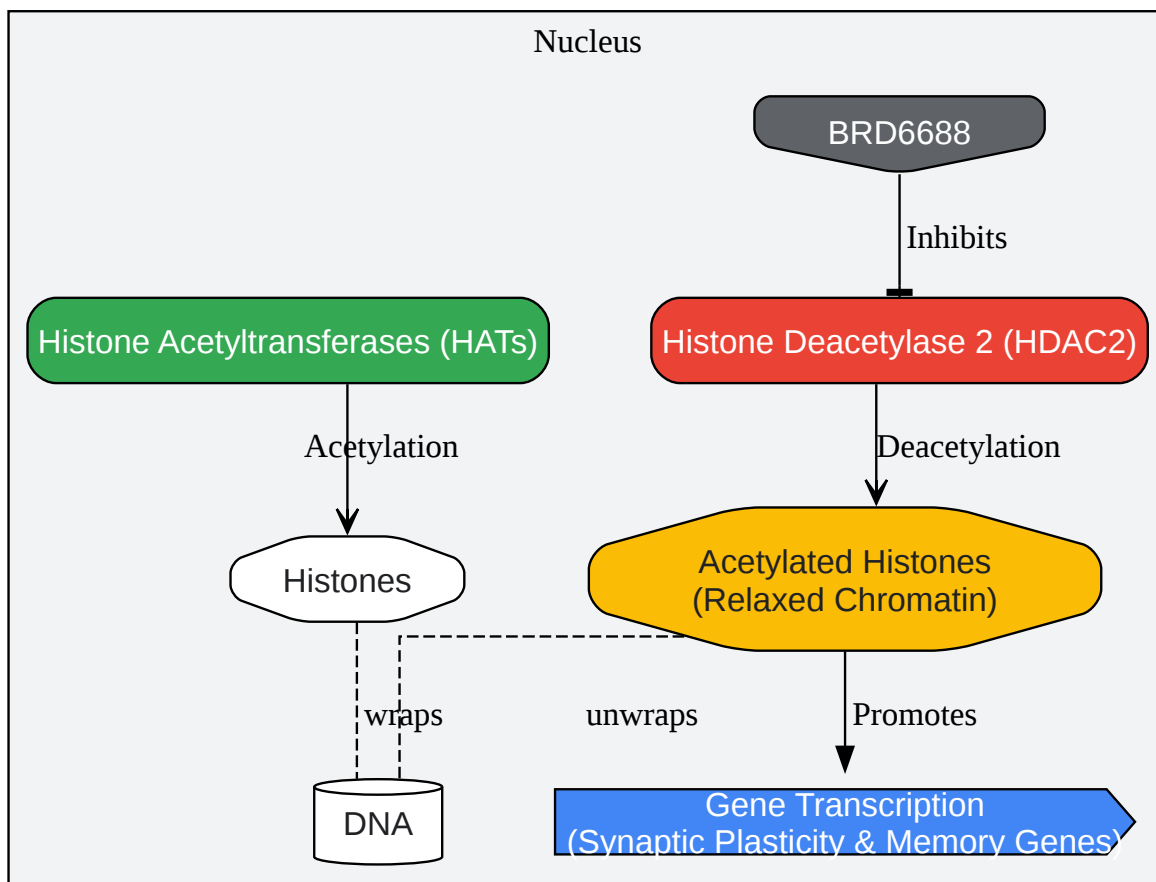 Nucleus
BRD6688
Inhibits
Histone Acetyltransferases (HATs)
Histone Deacetylase 2 (HDAC2)
Acetylation
Deacetylation
Histones
Acetylated Histones
(Relaxed Chromatin)
wraps
unwraps
Promotes
DNA
Gene Transcription
(Synaptic Plasticity & Memory Genes)